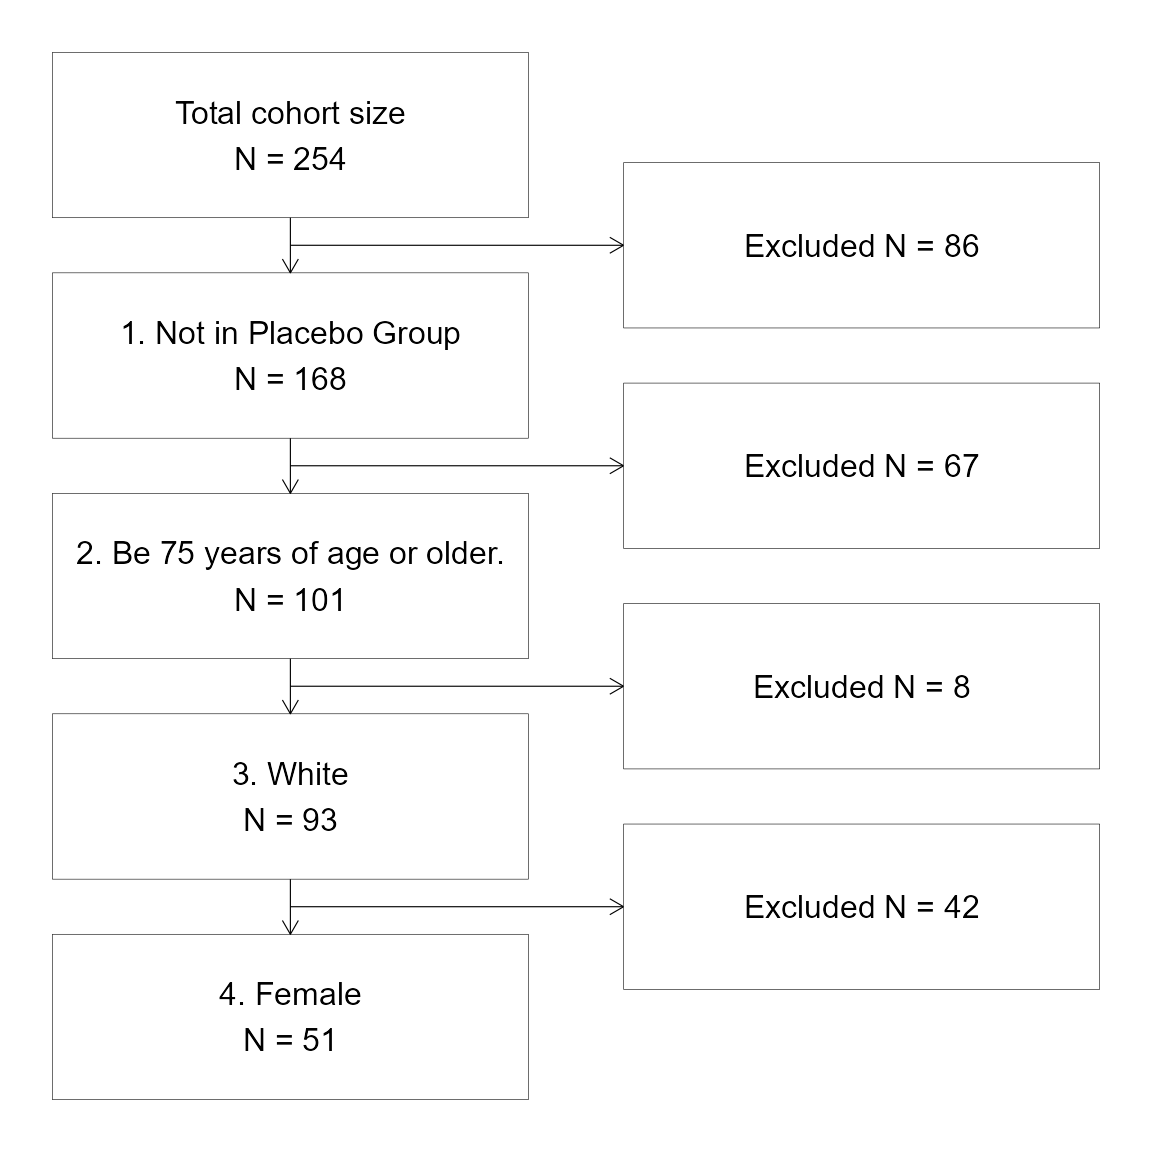 Total cohort size
N = 254
Excluded N = 86
1. Not in Placebo Group
N = 168
Excluded N = 67
2. Be 75 years of age or older.
N = 101
Excluded N = 8
3. White
N = 93
Excluded N = 42
4. Female
N = 51